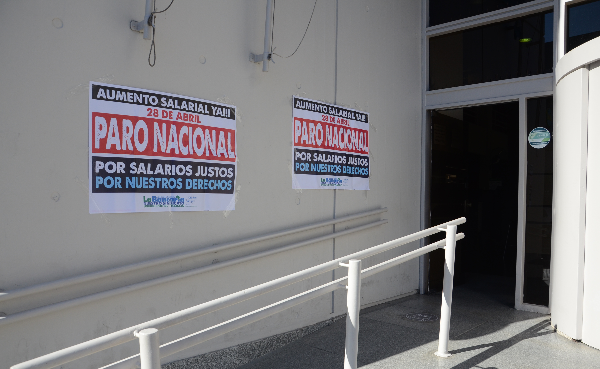 AUMENTO SALARIAL YA!!!
28 DE ABRIL
PARO NACIONAL
POR SALARIOS JUSTOS
POR NUESTROS DERECHOS
AUMENTO SALARIAL YA!!!
28 DE ABRIL
PARO NACIONAL
POR SALARIOS JUSTOS
POR NUESTROS DERECHOS